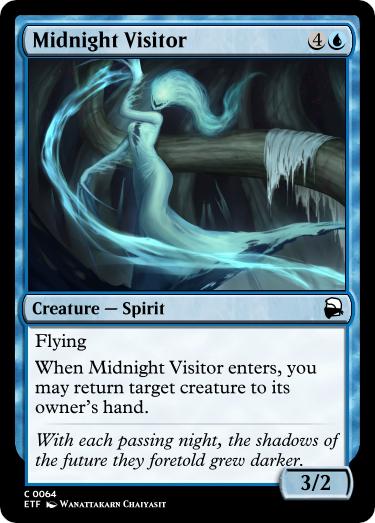 Midnight Visitor 4
Creature — Spirit
Flying
When Midnight Visitor enters, you
may return target creature to its
owner's hand.
With each passing night, the shadows of
the future they foretold grew darker.
3/2
C 0064
ETF Wanattakarn Chaiyasit